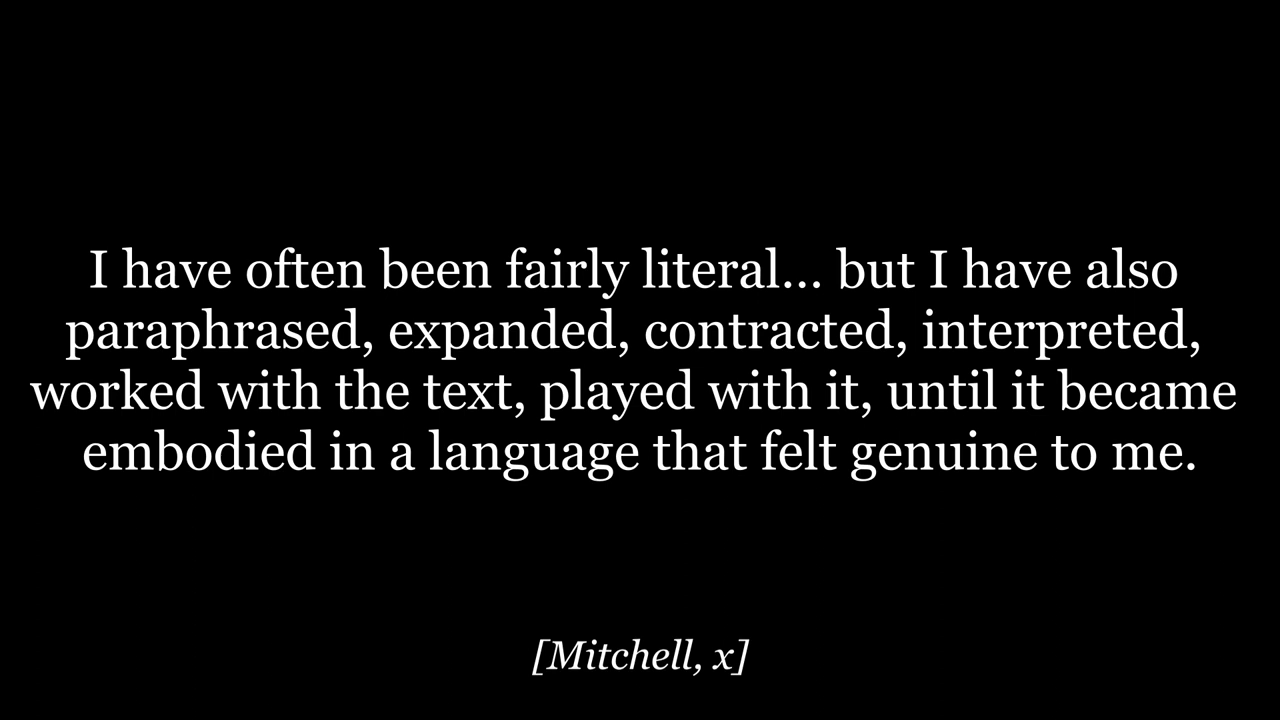 I have often been fairly literal... but I have also
paraphrased, expanded, contracted, interpreted,
worked with the text, played with it, until it became
embodied in a language that felt genuine to me.
[Mitchell, x]